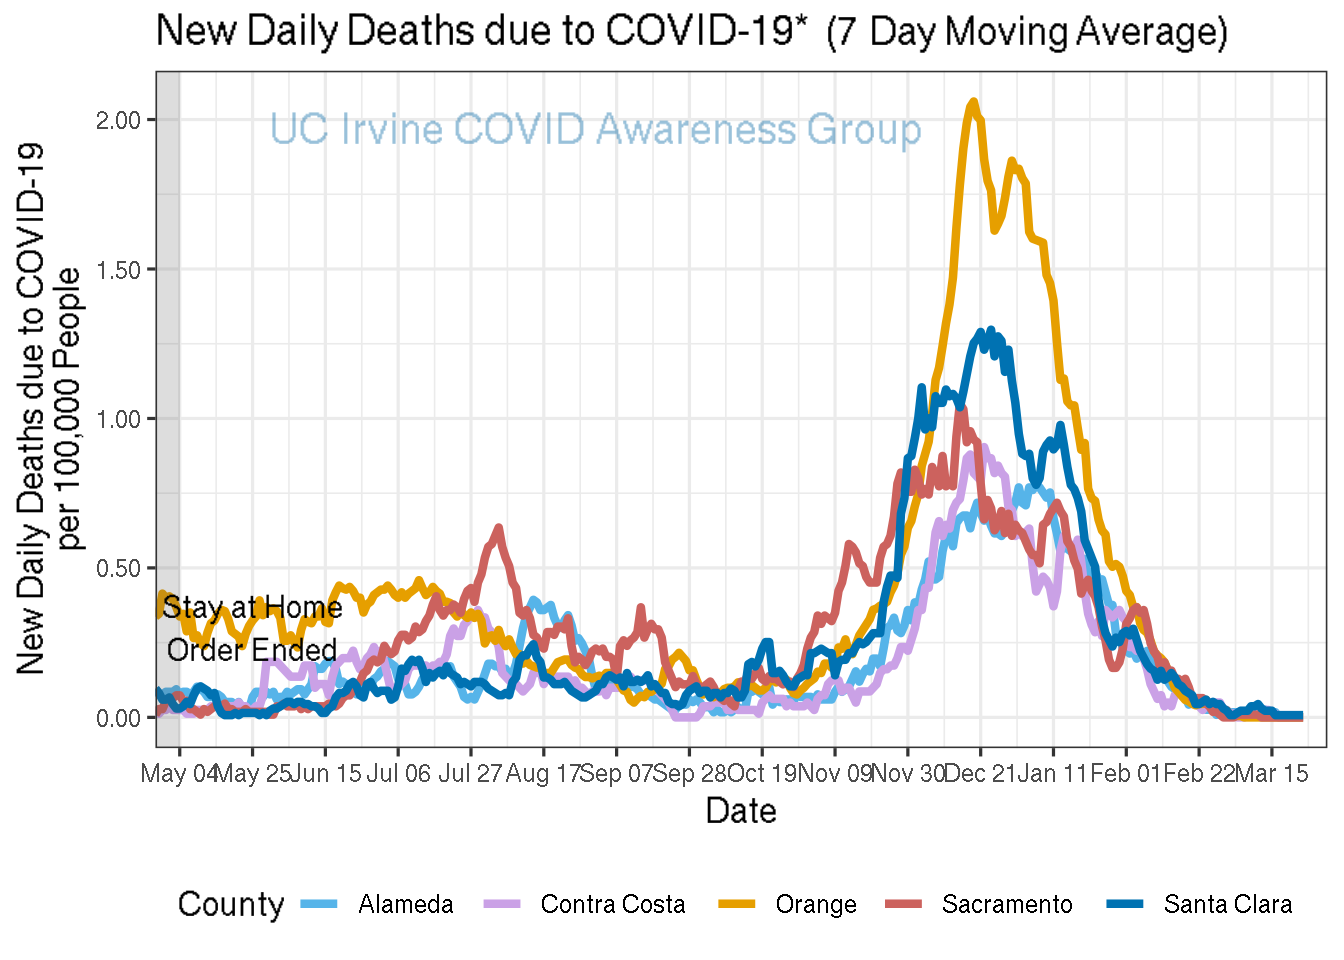 New Daily Deaths due to COVID-19* (7 Day Moving Average)
UC Irvine COVID Awareness Group
New Daily Deaths due to COVID-19
per 100,000 People
2.00
1.50
1.00
0.50
0.00
Stay at Home
Order Ended
May 04 May 25 Jun 15 Jul 06 Jul 27 Aug 17 Sep 07 Sep 28 Oct 19 Nov 09 Nov 30 Dec 21 Jan 11 Feb 01 Feb 22 Mar 15
Date
County Alameda Contra Costa Orange Sacramento Santa Clara